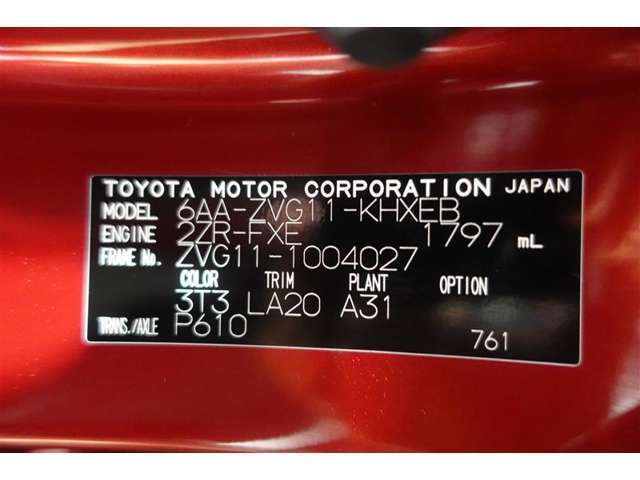 TOYOTA MOTOR CORPORATION JAPAN
MODEL 6AA-ZVG11-KHXEB
ENGINE 2ZR-FXE 1797 mL
FRAME No. ZVG11-1004027
COLOR TRIM PLANT OPTION
3T3 LA20 A31
TRANS./AXLE P610
761